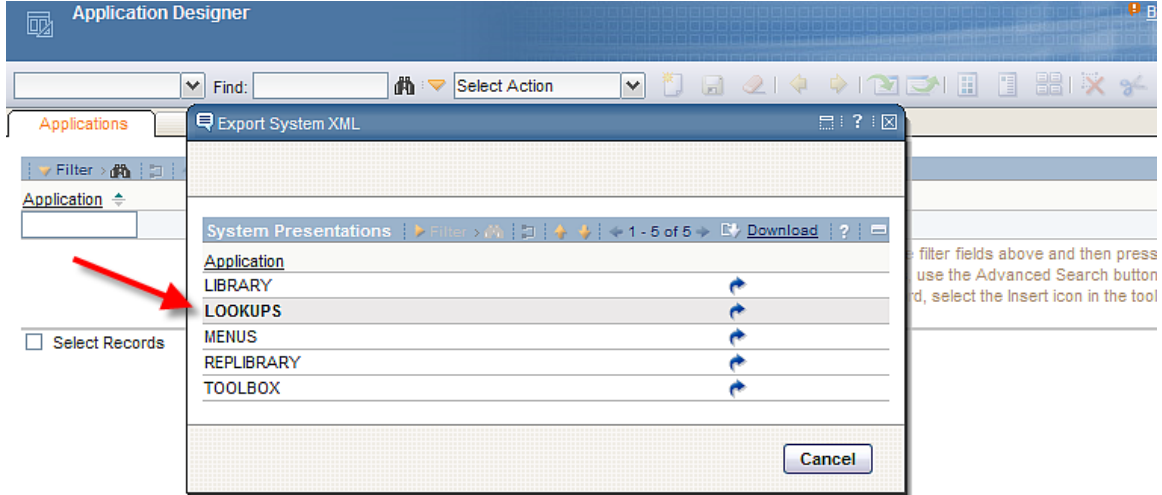 Application Designer
B
Find:
Select Action
Applications
Export System XML
?
Filter
Application
System Presentations
Filter
1 - 5 of 5
Download
?
Application
LIBRARY
LOOKUPS
MENUS
REPLIBRARY
TOOLBOX
filter fields above and then press
use the Advanced Search button
rd, select the Insert icon in the tool
Select Records
Cancel